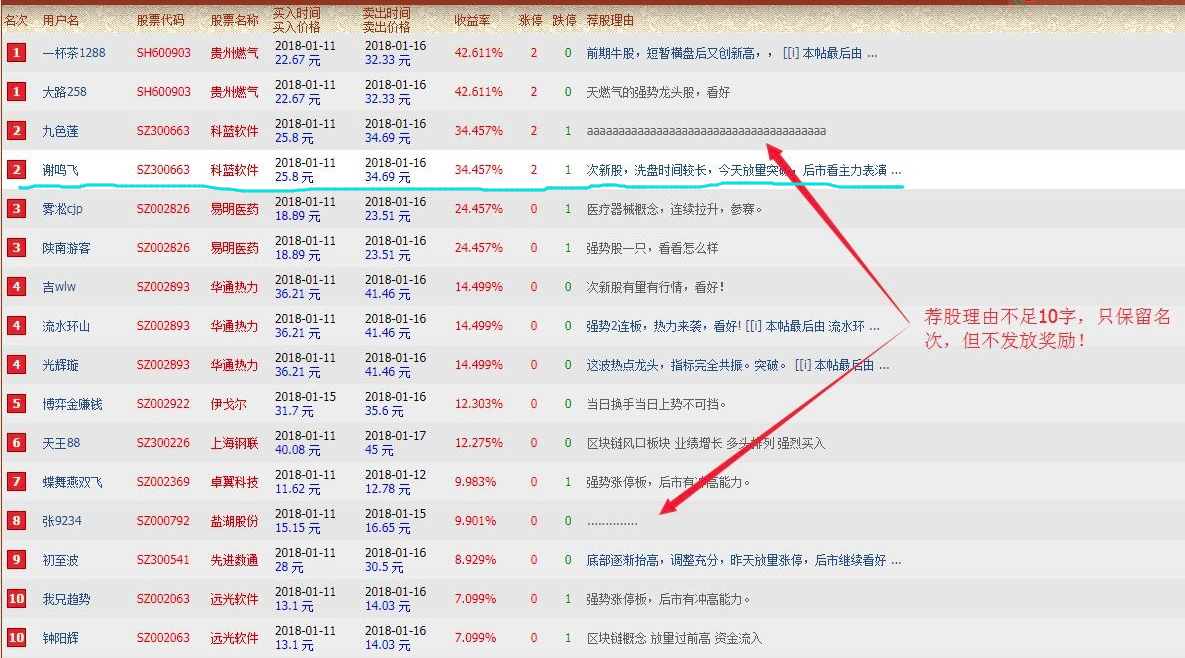 名次 用户名 股票代码 股票名称 买入时间 卖出时间 收益率 涨停 跌停 荐股理由
买入价格 卖出价格
1 一杯茶1288 SH600903 贵州燃气 2018-01-11 2018-01-16 42.611% 2 0 前期牛股，短暂横盘后又创新高，， [[i] 本帖最后由 ...
22.67 元 32.33 元
1 大路258 SH600903 贵州燃气 2018-01-11 2018-01-16 42.611% 2 0 天燃气的强势龙头股，看好
22.67 元 32.33 元
2 九色莲 SZ300663 科蓝软件 2018-01-11 2018-01-16 34.457% 2 1 aaaaaaaaaaaaaaaaaaaaaaaaaaaaaaaaaaaaaaaa
25.8 元 34.69 元
2 谢鸣飞 SZ300663 科蓝软件 2018-01-11 2018-01-16 34.457% 2 1 次新股，洗盘时间较长，今天放量突破，后市看主力表演 ...
25.8 元 34.69 元
3 雾凇cjp SZ002826 易明医药 2018-01-11 2018-01-16 24.457% 0 1 医疗器械概念，连续拉升，参赛。
18.89 元 23.51 元
3 陕南游客 SZ002826 易明医药 2018-01-11 2018-01-16 24.457% 0 1 强势股一只，看看怎么样
18.89 元 23.51 元
4 吉wlw SZ002893 华通热力 2018-01-11 2018-01-16 14.499% 0 0 次新股有量有行情，看好！
36.21 元 41.46 元
4 流水环山 SZ002893 华通热力 2018-01-11 2018-01-16 14.499% 0 0 强势2连板，热力来袭，看好! [[i] 本帖最后由 流水环 ...
36.21 元 41.46 元
荐股理由不足10字，只保留名
次，但不发放奖励！
4 光辉璇 SZ002893 华通热力 2018-01-11 2018-01-16 14.499% 0 0 这波热点龙头，指标完全共振。突破。 [[i] 本帖最后由 ...
36.21 元 41.46 元
5 博弈金赚钱 SZ002922 伊戈尔 2018-01-15 2018-01-16 12.303% 0 0 当日换手当日上势不可挡。
31.7 元 35.6 元
6 天王88 SZ300226 上海钢联 2018-01-11 2018-01-17 12.275% 0 0 区块链风口板块 业绩增长 多头排列 强烈买入
40.08 元 45 元
7 蝶舞燕双飞 SZ002369 卓翼科技 2018-01-11 2018-01-12 9.983% 0 1 强势涨停板，后市有冲高能力。
11.62 元 12.78 元
8 张9234 SZ000792 盐湖股份 2018-01-11 2018-01-15 9.901% 0 0 ..............
15.15 元 16.65 元
9 初至波 SZ300541 先进数通 2018-01-11 2018-01-16 8.929% 0 0 底部逐渐抬高，调整充分，昨天放量涨停，后市继续看好 ...
28 元 30.5 元
10 我兄趋势 SZ002063 远光软件 2018-01-11 2018-01-16 7.099% 0 1 强势涨停板，后市有冲高能力。
13.1 元 14.03 元
10 钟阳辉 SZ002063 远光软件 2018-01-11 2018-01-16 7.099% 0 1 区块链概念 放量过前高 资金流入
13.1 元 14.03 元